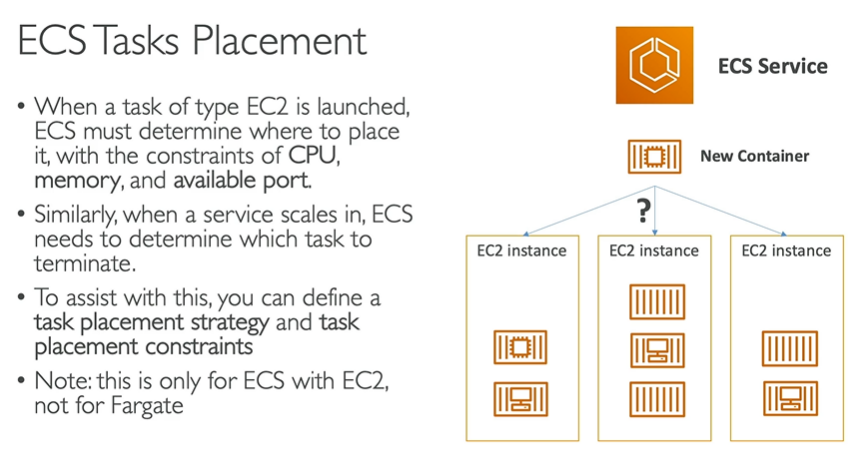 ECS Tasks Placement
• When a task of type EC2 is launched,
ECS must determine where to place
it, with the constraints of CPU,
memory, and available port.
• Similarly, when a service scales in, ECS
needs to determine which task to
terminate.
• To assist with this, you can define a
task placement strategy and task
placement constraints
• Note: this is only for ECS with EC2,
not for Fargate
ECS Service
New Container
?
EC2 instance
EC2 instance
EC2 instance